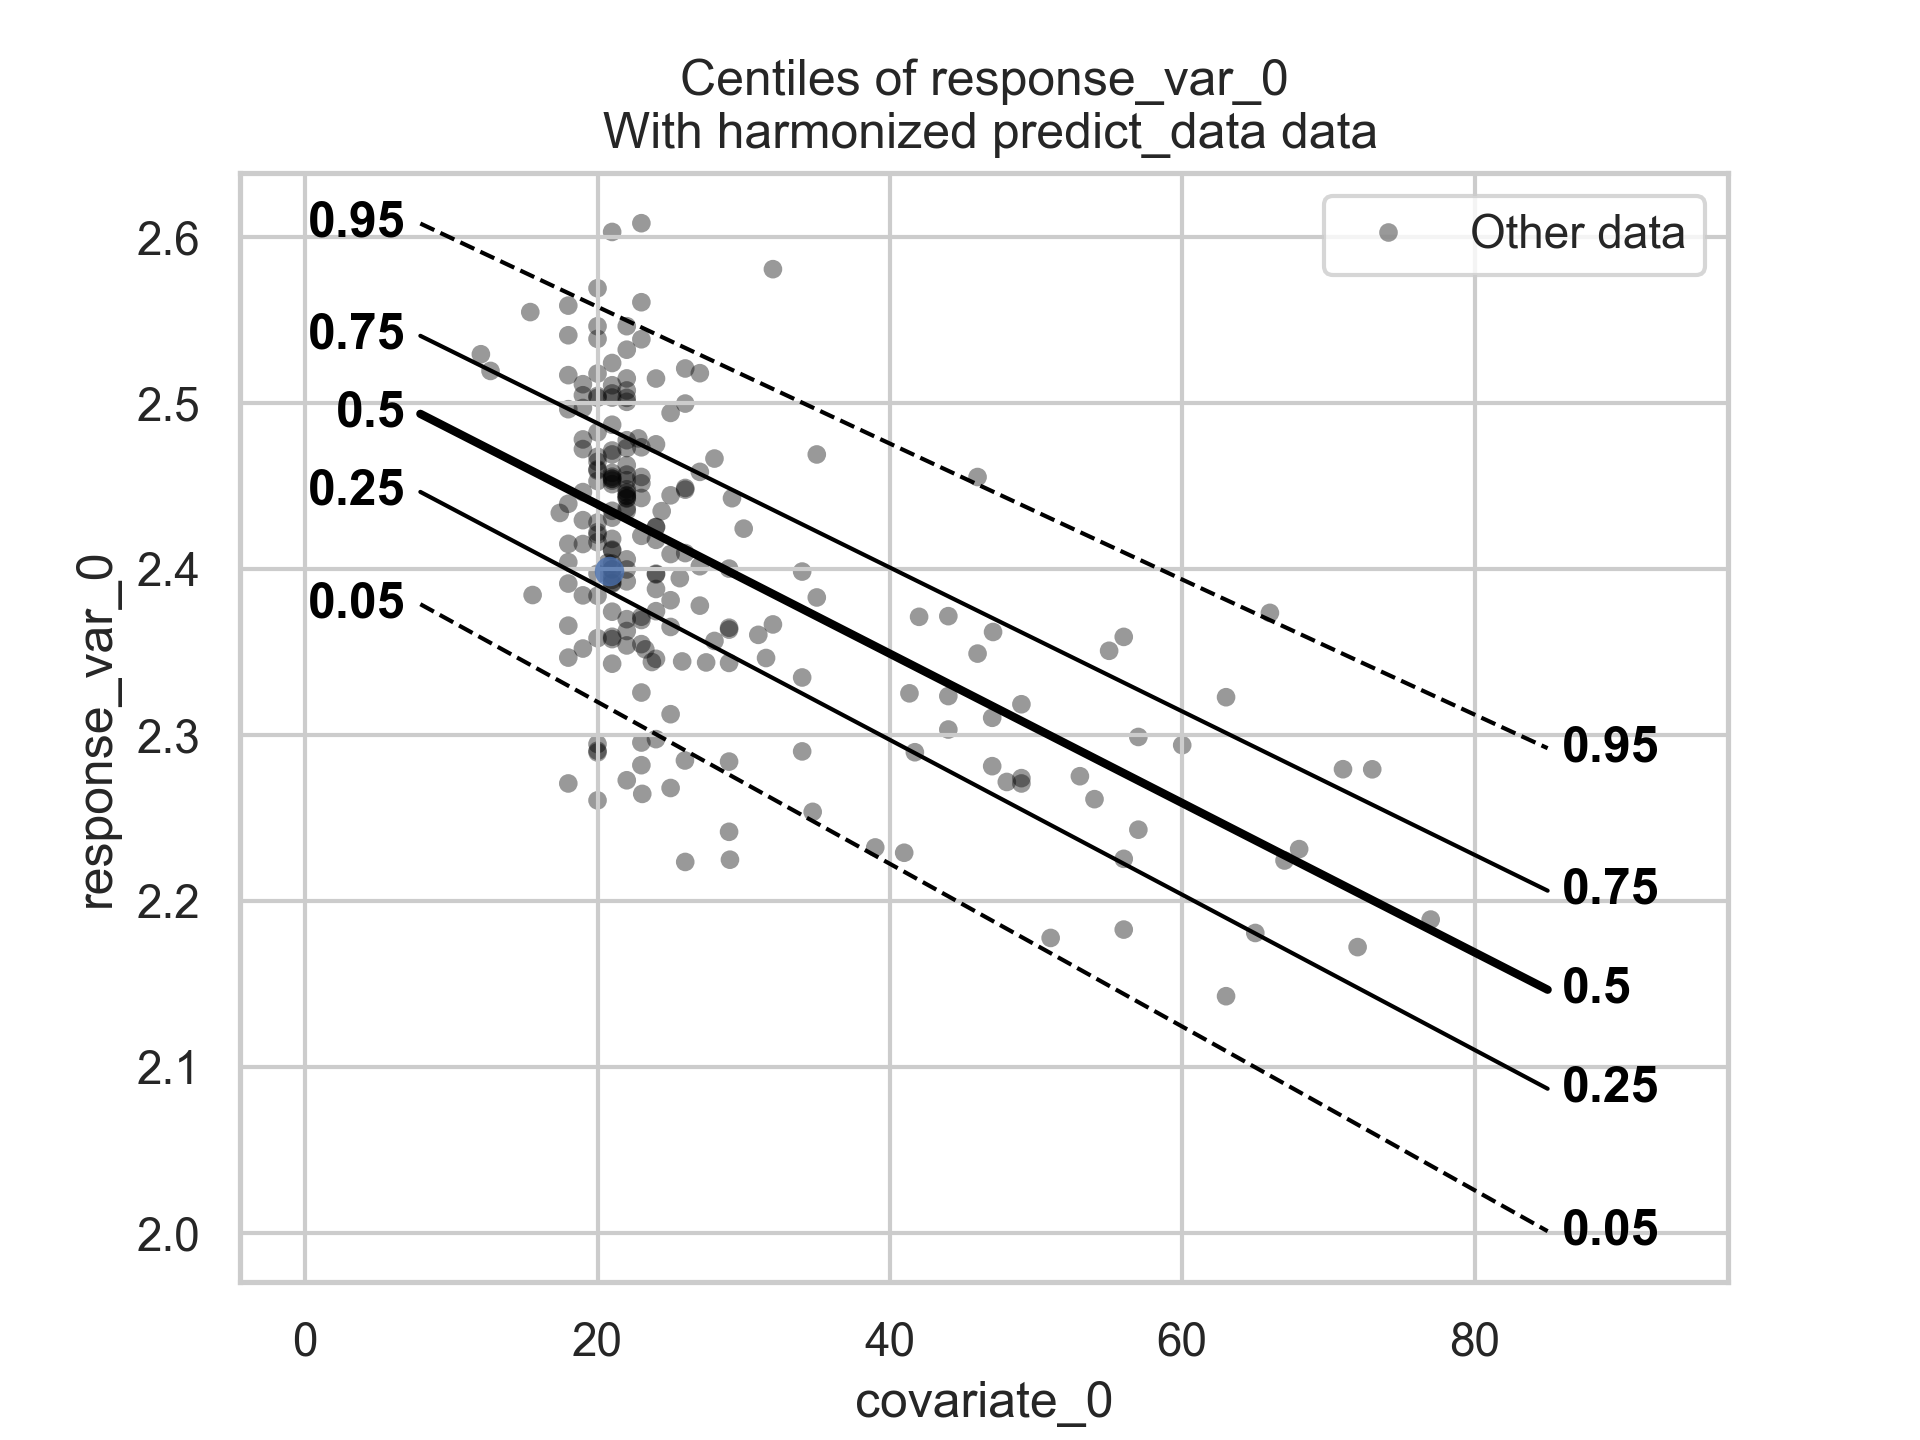 Centiles of response_var_0
With harmonized predict_data data
Other data
response_var_0
2.6
2.5
2.4
2.3
2.2
2.1
2.0
0.95
0.75
0.5
0.25
0.05
0.95
0.75
0.5
0.25
0.05
0 20 40 60 80
covariate_0